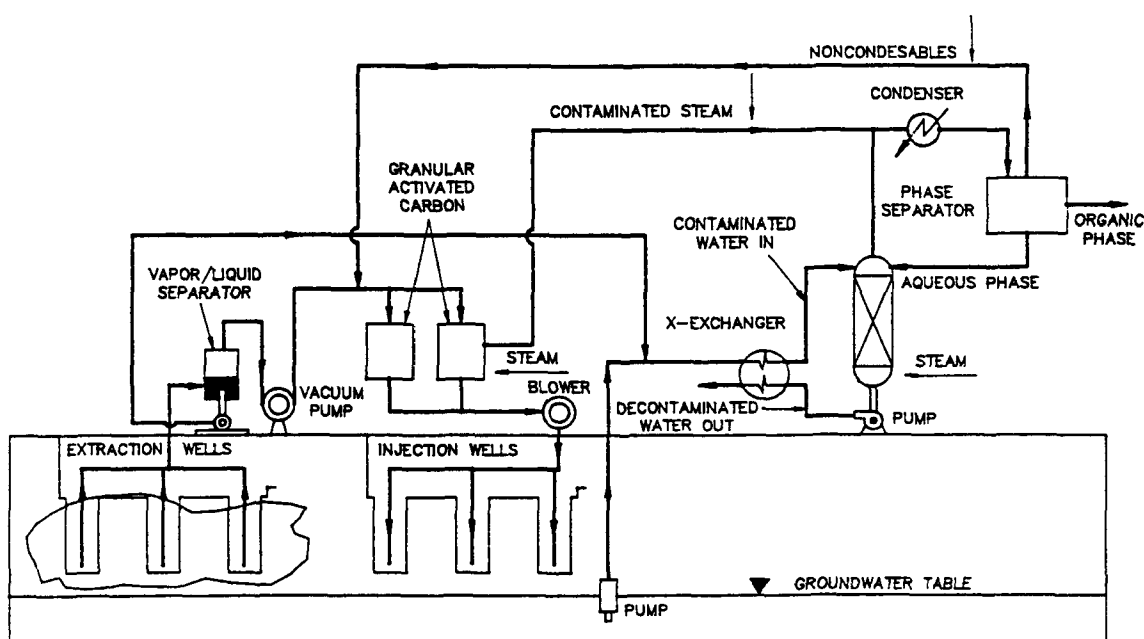 NONCONDESABLES
CONTAMINATED STEAM
CONDENSER
GRANULAR
ACTIVATED
CARBON
PHASE
SEPARATOR
ORGANIC
PHASE
CONTAMINATED
WATER IN
VAPOR/LIQUID
SEPARATOR
AQUEOUS PHASE
X-EXCHANGER
STEAM
STEAM
BLOWER
VACUUM
PUMP
DECONTAMINATED
WATER OUT
PUMP
EXTRACTION WELLS
INJECTION WELLS
GROUNDWATER TABLE
PUMP